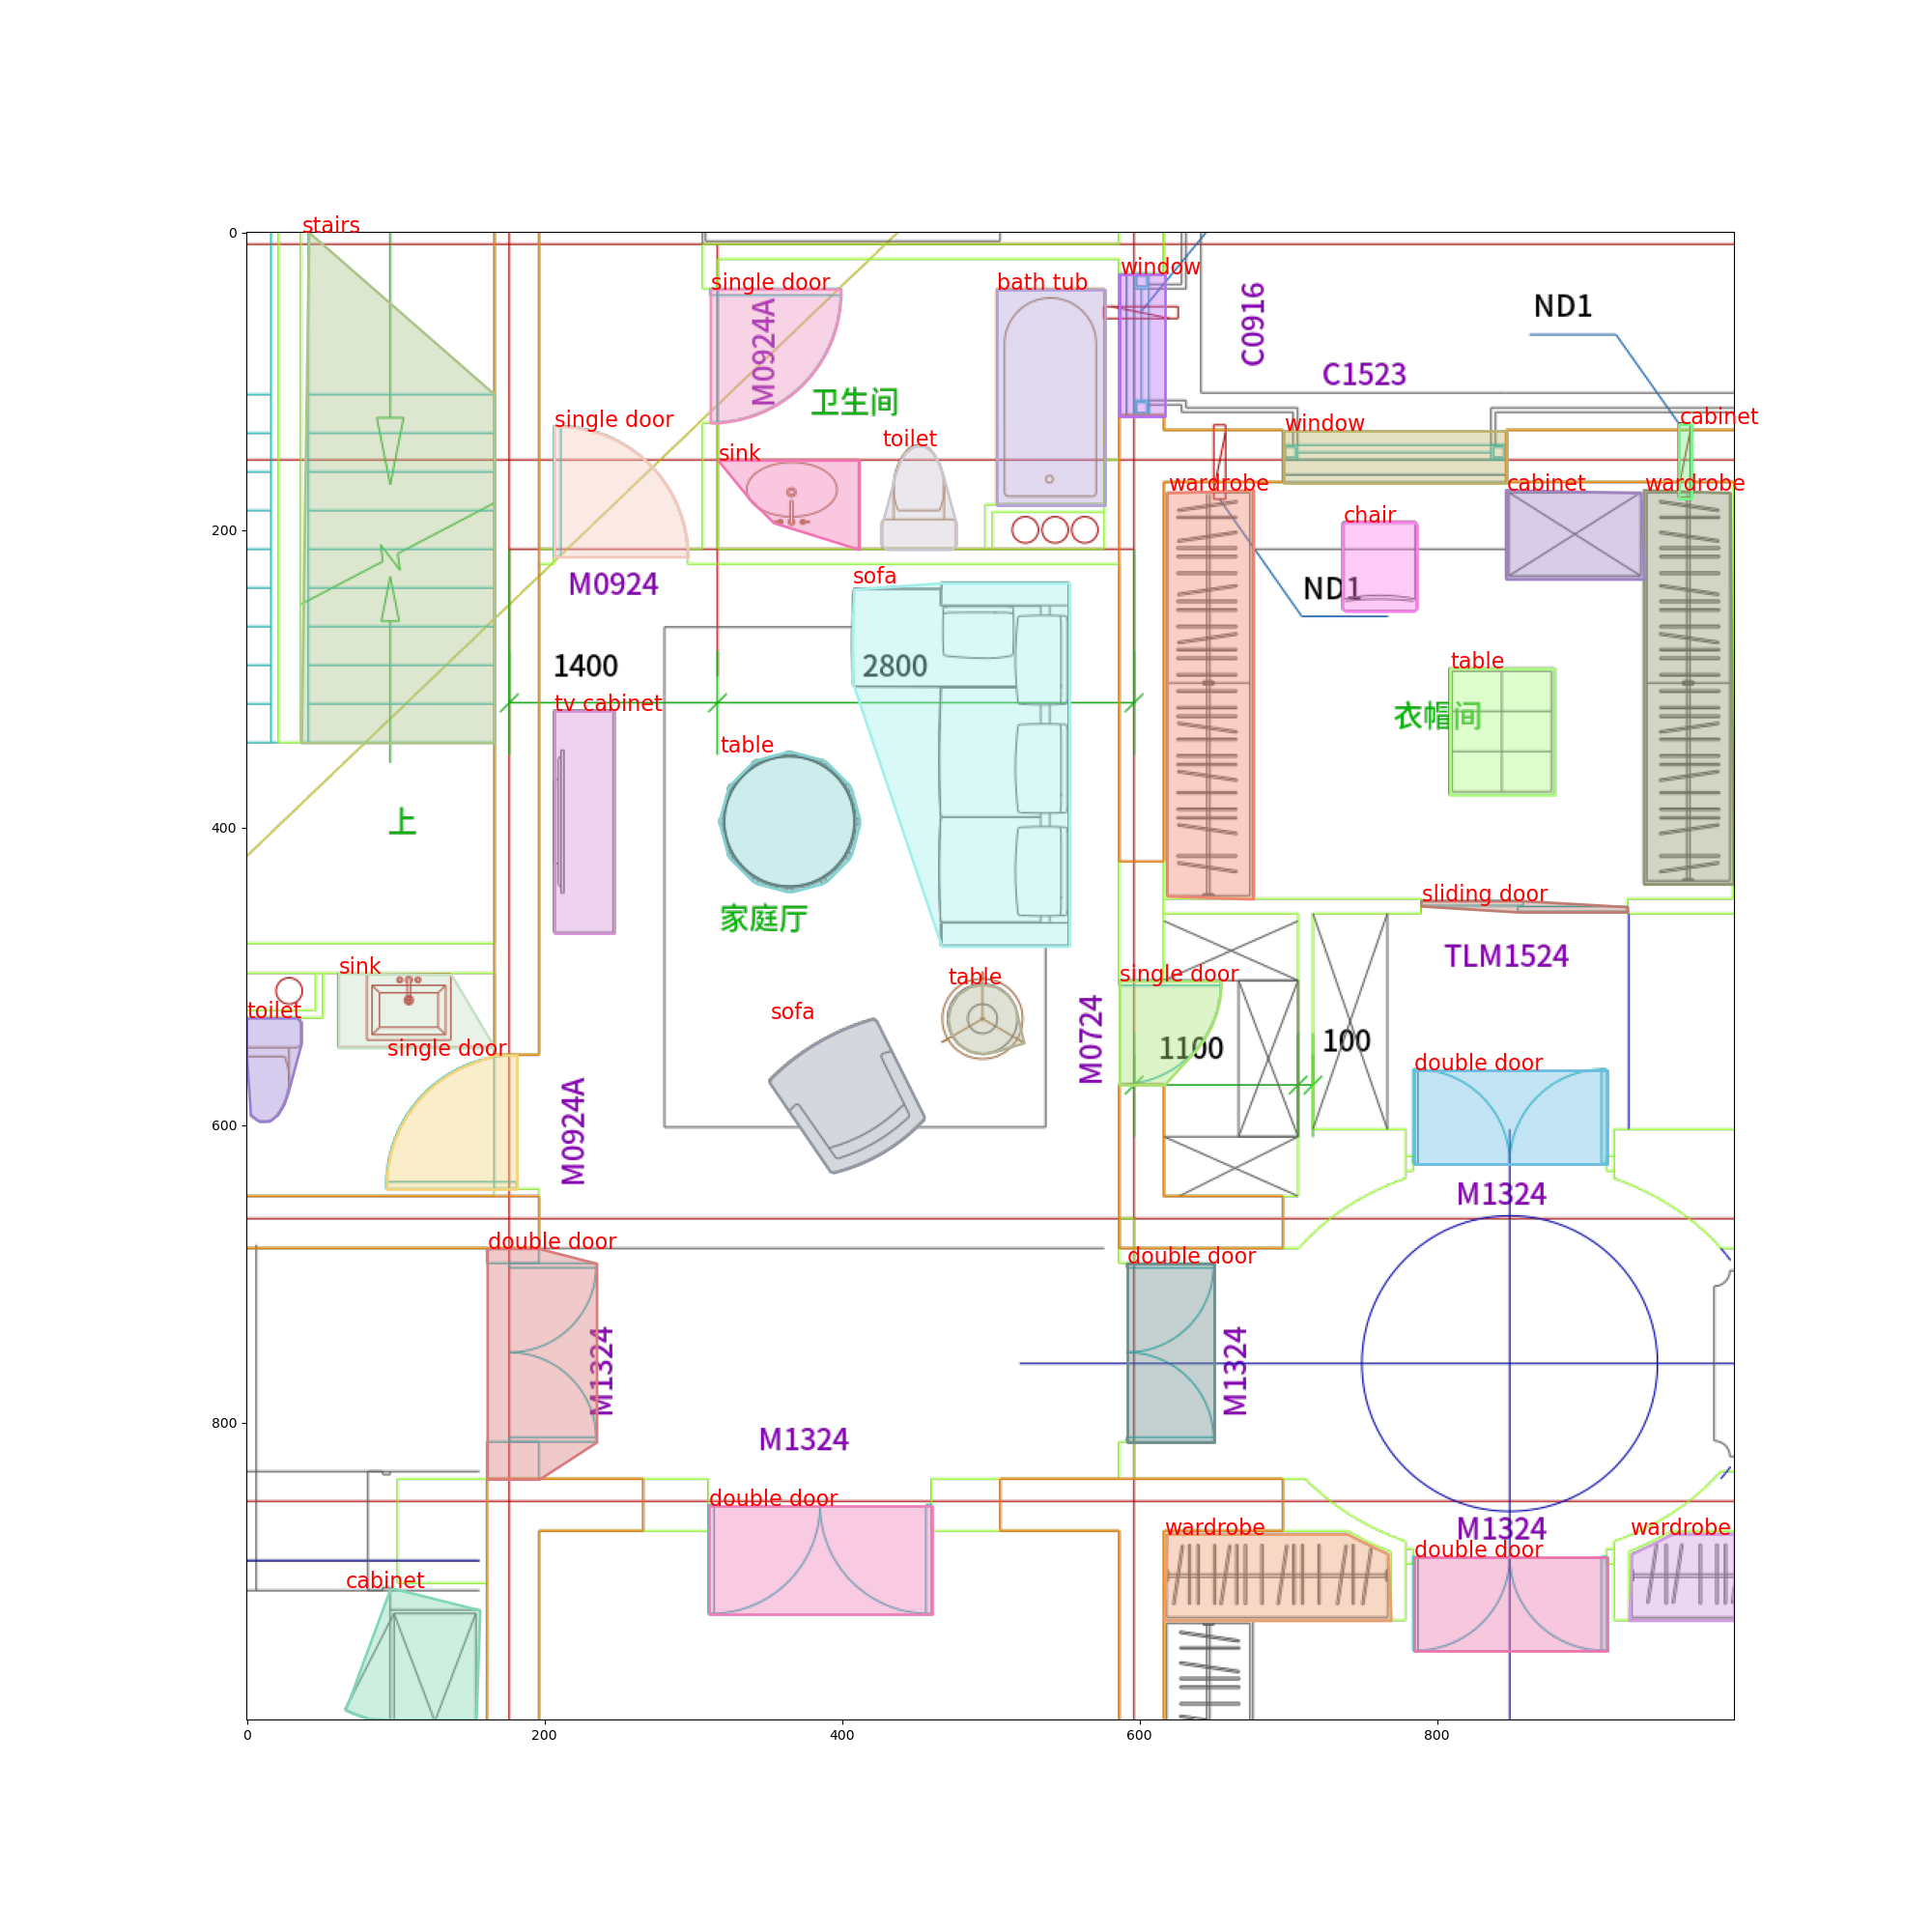 stairs
0
window
single door
bath tub
M0924A
C0916
ND1
C1523
卫生间
single door
cabinet
window
toilet
sink
wardrobe
cabinet
wardrobe
chair
200
M0924
sofa
ND1
1400
2800
table
tv cabinet
衣帽间
table
400
上
家庭厅
sliding door
TLM1524
sink
single door
table
toilet
sofa
M0724
1100
100
single door
double door
600
M0924A
M1324
double door
double door
M1324
M1324
800
M1324
double door
wardrobe
M1324
wardrobe
double door
cabinet
0
200
400
600
800